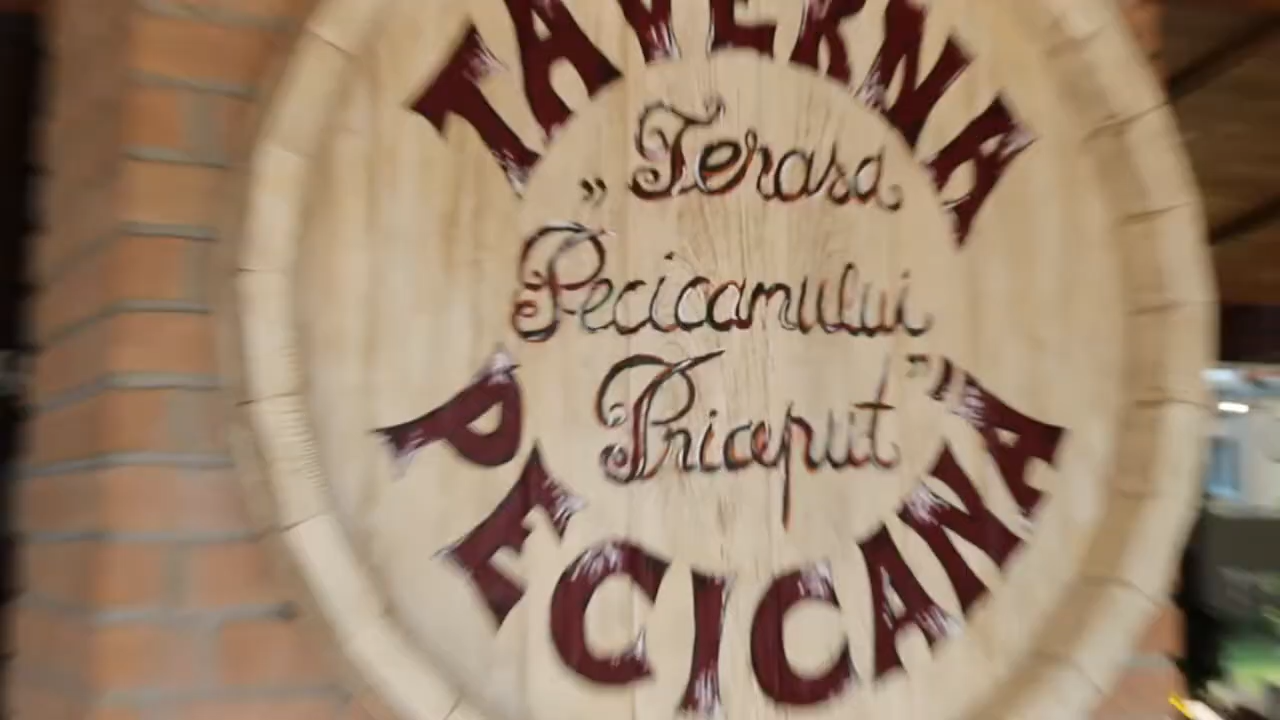 TAVERNA
„Terasa
Pecicanului
Priceput”
PECICANA